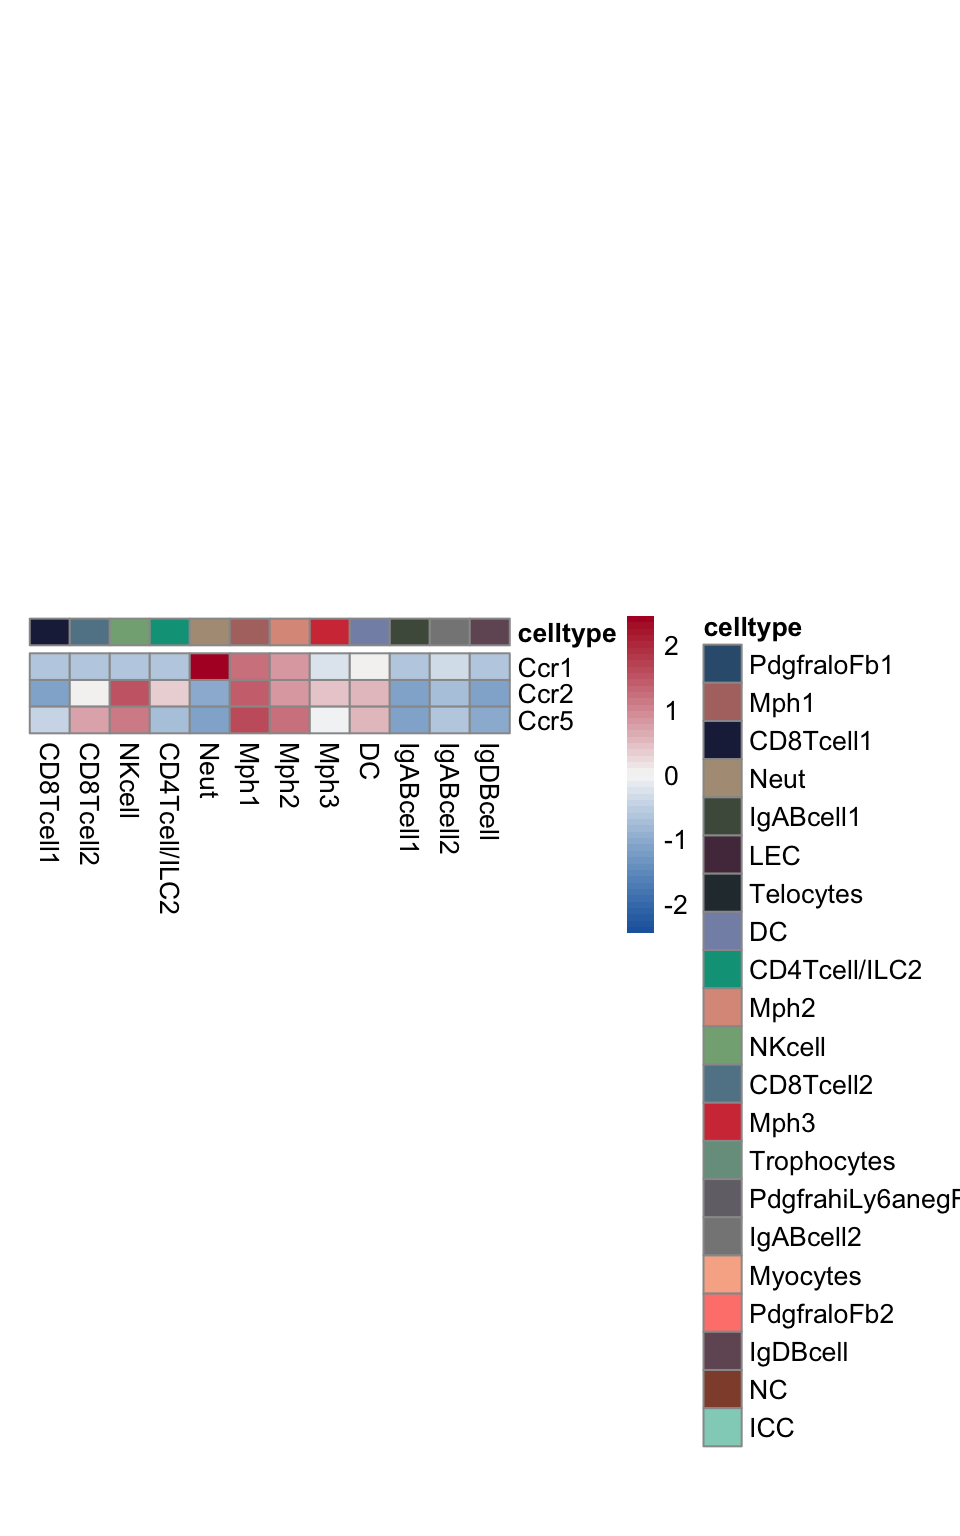 celltype
Ccr1
Ccr2
Ccr5
CD8Tcell1
CD8Tcell2
NKcell
CD4Tcell/ILC2
Neut
Mph1
Mph2
Mph3
DC
IgABcell1
IgABcell2
IgDBcell
2
1
0
-1
-2
celltype
PdgfraloFb1
Mph1
CD8Tcell1
Neut
IgABcell1
LEC
Telocytes
DC
CD4Tcell/ILC2
Mph2
NKcell
CD8Tcell2
Mph3
Trophocytes
PdgfrahiLy6anegF
IgABcell2
Myocytes
PdgfraloFb2
IgDBcell
NC
ICC